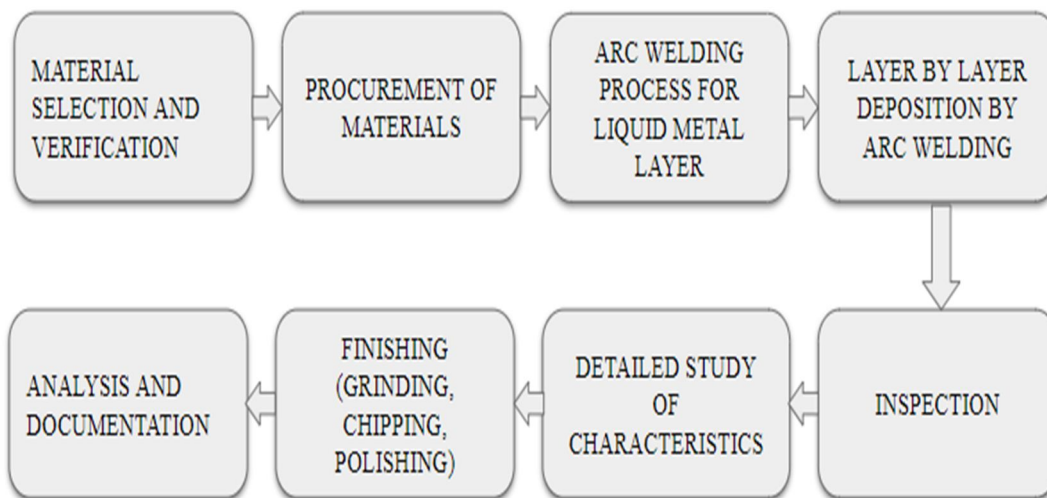 MATERIAL
SELECTION AND
VERIFICATION
PROCUREMENT OF
MATERIALS
ARC WELDING
PROCESS FOR
LIQUID METAL
LAYER
LAYER BY LAYER
DEPOSITION BY
ARC WELDING
INSPECTION
DETAILED STUDY
OF
CHARACTERISTICS
FINISHING
(GRINDING,
CHIPPING,
POLISHING)
ANALYSIS AND
DOCUMENTATION